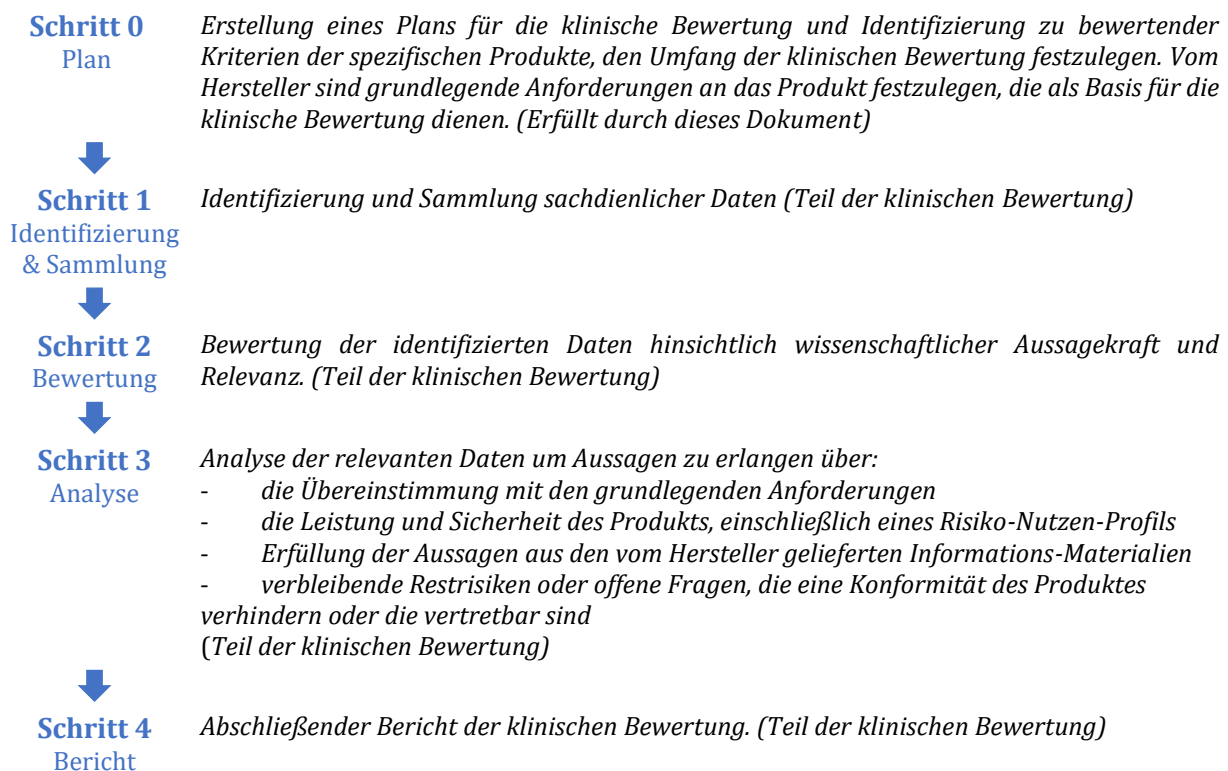 Schritt 0
Plan
Erstellung eines Plans für die klinische Bewertung und Identifizierung zu bewertender
Kriterien der spezifischen Produkte, den Umfang der klinischen Bewertung festzulegen. Vom
Hersteller sind grundlegende Anforderungen an das Produkt festzulegen, die als Basis für die
klinische Bewertung dienen. (Erfüllt durch dieses Dokument)
Schritt 1
Identifizierung
& Sammlung
Identifizierung und Sammlung sachdienlicher Daten (Teil der klinischen Bewertung)
Schritt 2
Bewertung
Bewertung der identifizierten Daten hinsichtlich wissenschaftlicher Aussagekraft und
Relevanz. (Teil der klinischen Bewertung)
Schritt 3
Analyse
Analyse der relevanten Daten um Aussagen zu erlangen über:
- die Übereinstimmung mit den grundlegenden Anforderungen
- die Leistung und Sicherheit des Produkts, einschließlich eines Risiko-Nutzen-Profils
- Erfüllung der Aussagen aus den vom Hersteller gelieferten Informations-Materialien
- verbleibende Restrisiken oder offene Fragen, die eine Konformität des Produktes
verhindern oder die vertretbar sind
(Teil der klinischen Bewertung)
Schritt 4
Bericht
Abschließender Bericht der klinischen Bewertung. (Teil der klinischen Bewertung)